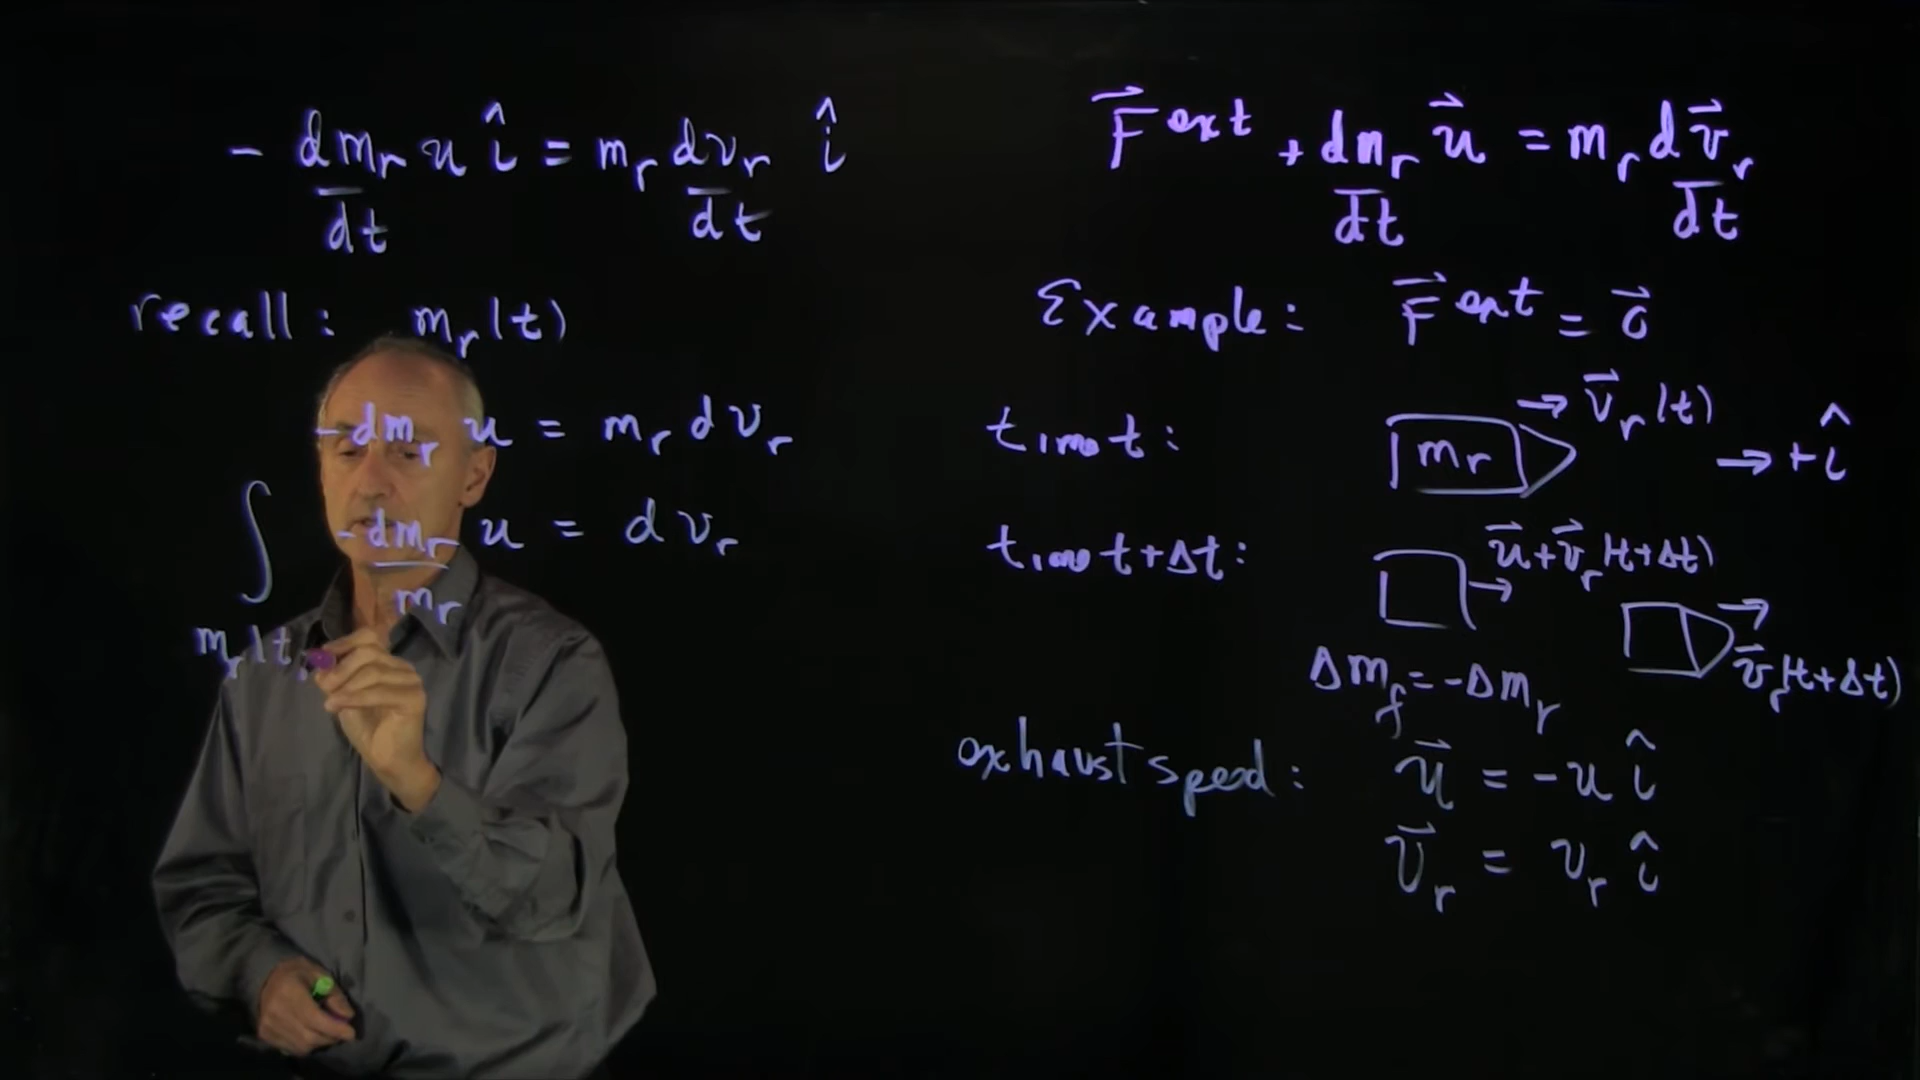 - dm_r/dt u î = m_r dv_r/dt î
recall: m_r(t)
-dm_r u = m_r dv_r
∫ -dm_r/m_r u = dv_r
m_r(t
F⃗^ext + dm_r/dt u⃗ = m_r dv⃗_r/dt
Example: F⃗^ext = 0⃗
time t: m_r → v⃗_r(t) → +î
time t+Δt: u⃗+v⃗_r(t+Δt)
→ v⃗_r(t+Δt)
Δm_f = -Δm_r
exhaust speed: u⃗ = -u î
v⃗_r = v_r î